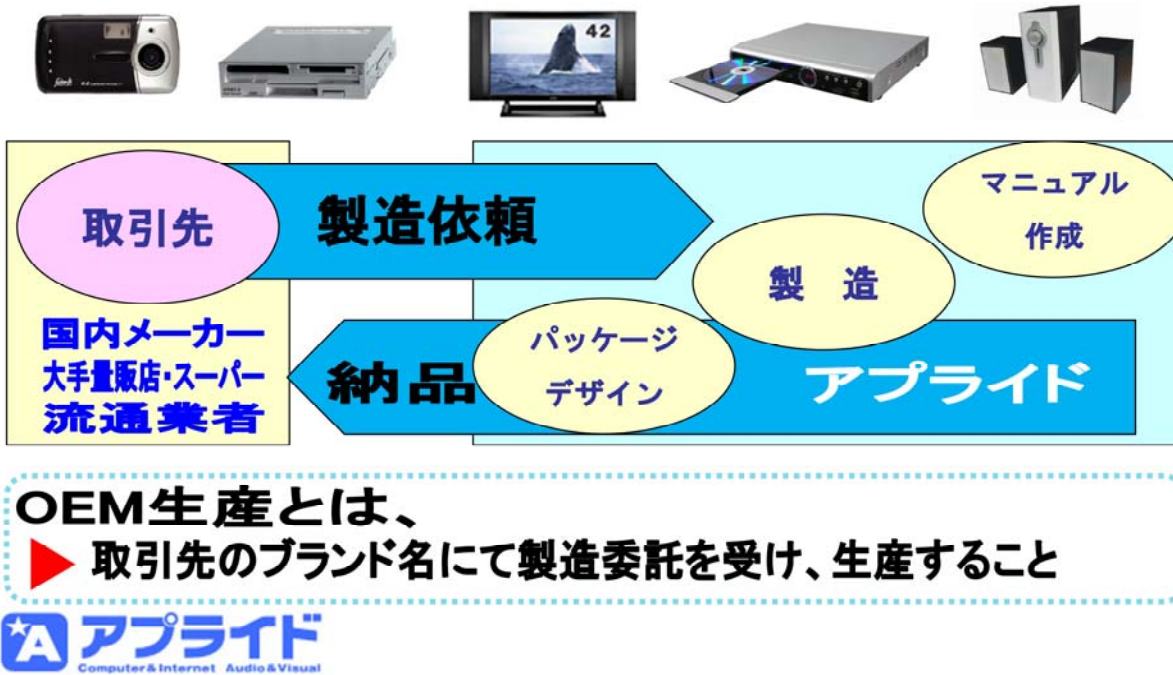 42
取引先
製造依頼
マニュアル
作成
製 造
国内メーカー
大手量販店・スーパー
流通業者
納品
パッケージ
デザイン
アプライド
OEM生産とは、
取引先のブランド名にて製造委託を受け、生産すること
A アプライド
Computer & Internet Audio & Visual